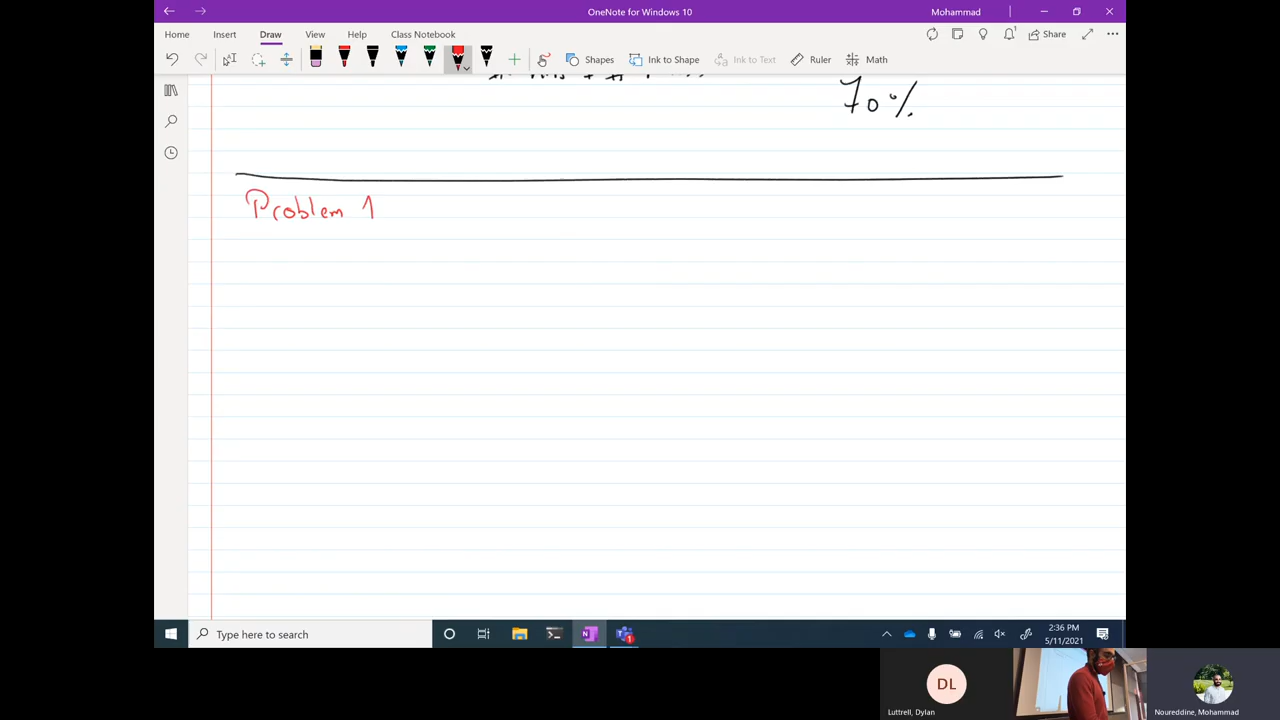 OneNote for Windows 10
Mohammad
Home Insert Draw View Help Class Notebook
Share
Shapes Ink to Shape Ink to Text Ruler Math
70%
Problem 1
Type here to search
2:36 PM
5/11/2021
DL
Luttrell, Dylan
Noureddine, Mohammad